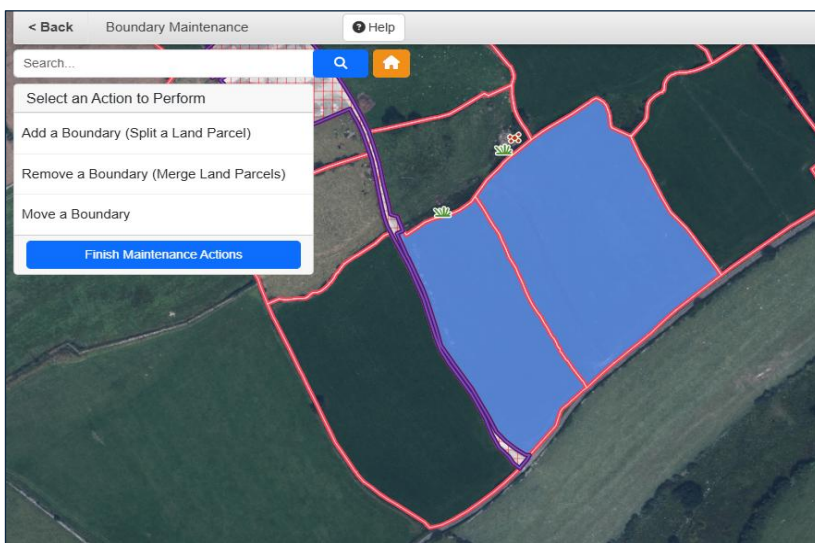 < Back Boundary Maintenance Help
Search...
Select an Action to Perform
Add a Boundary (Split a Land Parcel)
Remove a Boundary (Merge Land Parcels)
Move a Boundary
Finish Maintenance Actions